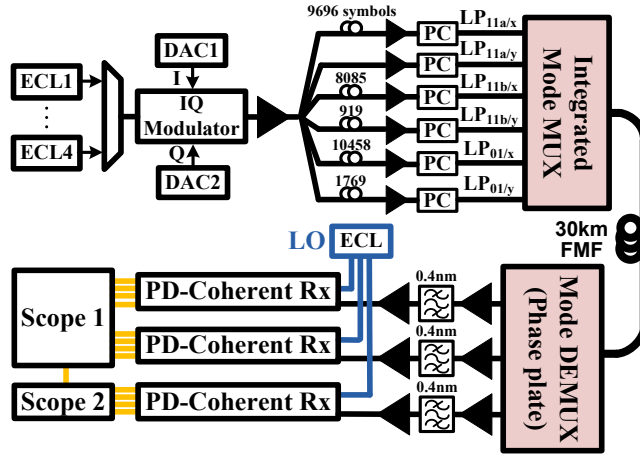 9696 symbols
PC
LP11a/x
DAC1
I
PC
LP11a/y
ECL1
8085
PC
LP11b/x
IQ
Modulator
919
PC
LP11b/y
ECL4
Q
10458
PC
LP01/x
DAC2
1769
PC
LP01/y
Integrated
Mode MUX
30km
FMF
LO
ECL
Scope 1
PD-Coherent Rx
0.4nm
PD-Coherent Rx
0.4nm
Scope 2
PD-Coherent Rx
0.4nm
Mode DEMUX
(Phase plate)